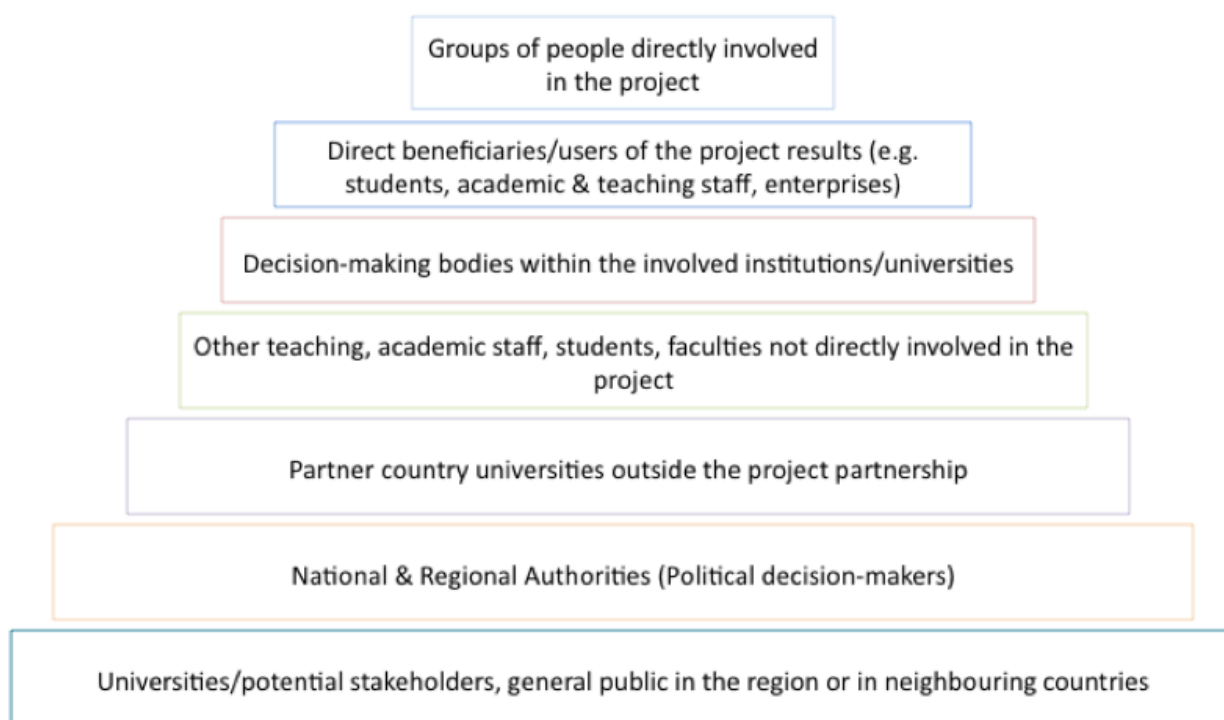 Groups of people directly involved
in the project
Direct beneficiaries/users of the project results (e.g.
students, academic & teaching staff, enterprises)
Decision-making bodies within the involved institutions/universities
Other teaching, academic staff, students, faculties not directly involved in the
project
Partner country universities outside the project partnership
National & Regional Authorities (Political decision-makers)
Universities/potential stakeholders, general public in the region or in neighbouring countries